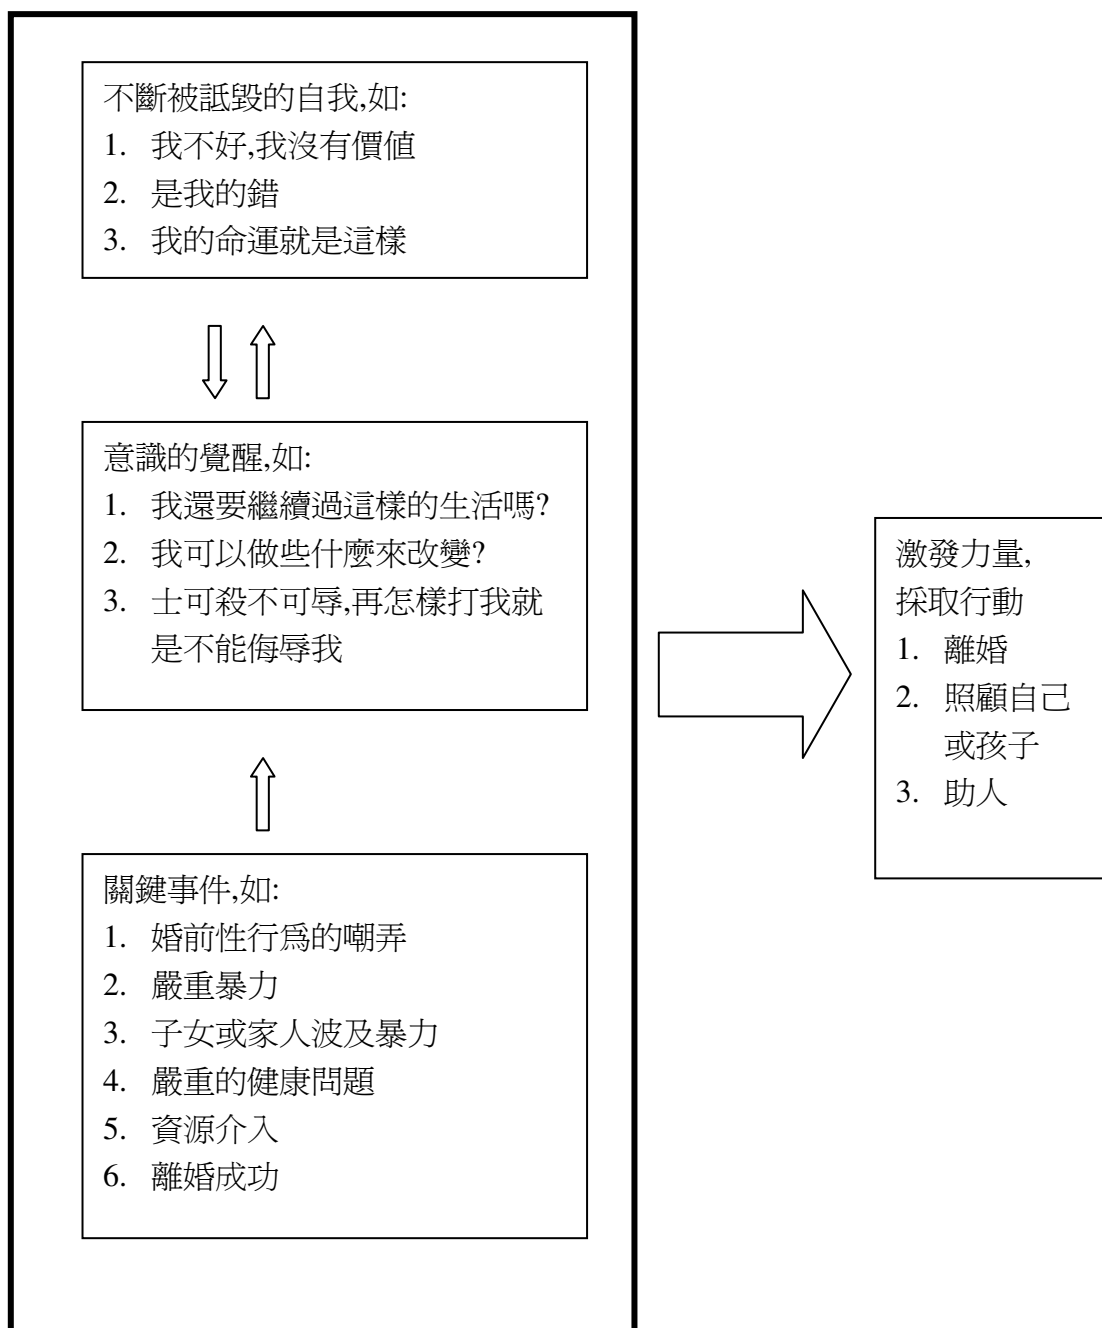 不斷被詆毀的自我,如:
1. 我不好,我沒有價值
2. 是我的錯
3. 我的命運就是這樣
意識的覺醒,如:
1. 我還要繼續過這樣的生活嗎?
2. 我可以做些什麼來改變?
3. 士可殺不可辱,再怎樣打我就
是不能侮辱我
關鍵事件,如:
1. 婚前性行為的嘲弄
2. 嚴重暴力
3. 子女或家人波及暴力
4. 嚴重的健康問題
5. 資源介入
6. 離婚成功
激發力量,
採取行動
1. 離婚
2. 照顧自己
或孩子
3. 助人